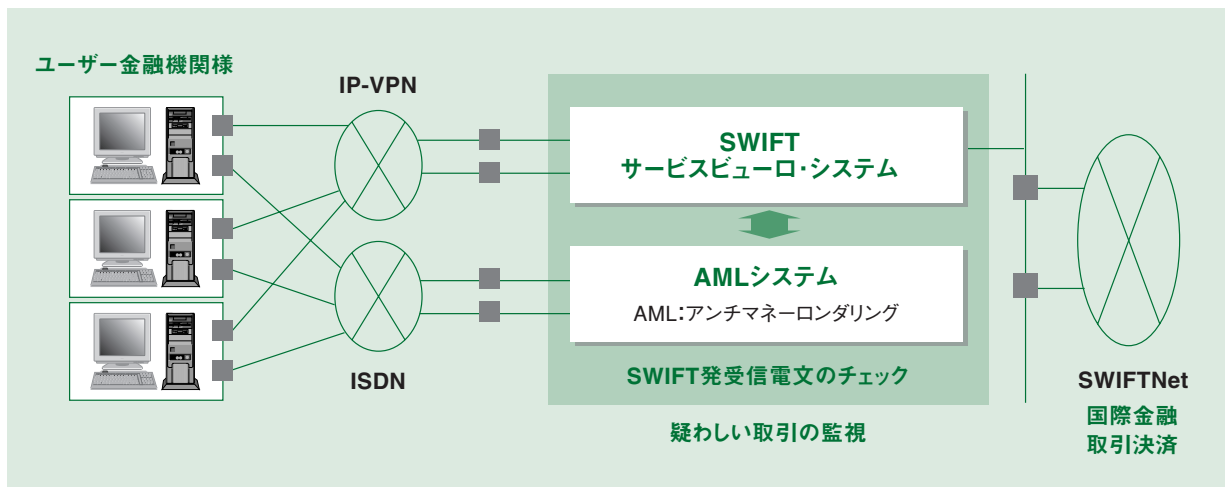 ユーザー金融機関様
IP-VPN
ISDN
SWIFT
サービスビューロ・システム
AMLシステム
AML:アンチマネーロンダリング
SWIFT発受信電文のチェック
疑わしい取引の監視
SWIFTNet
国際金融
取引決済